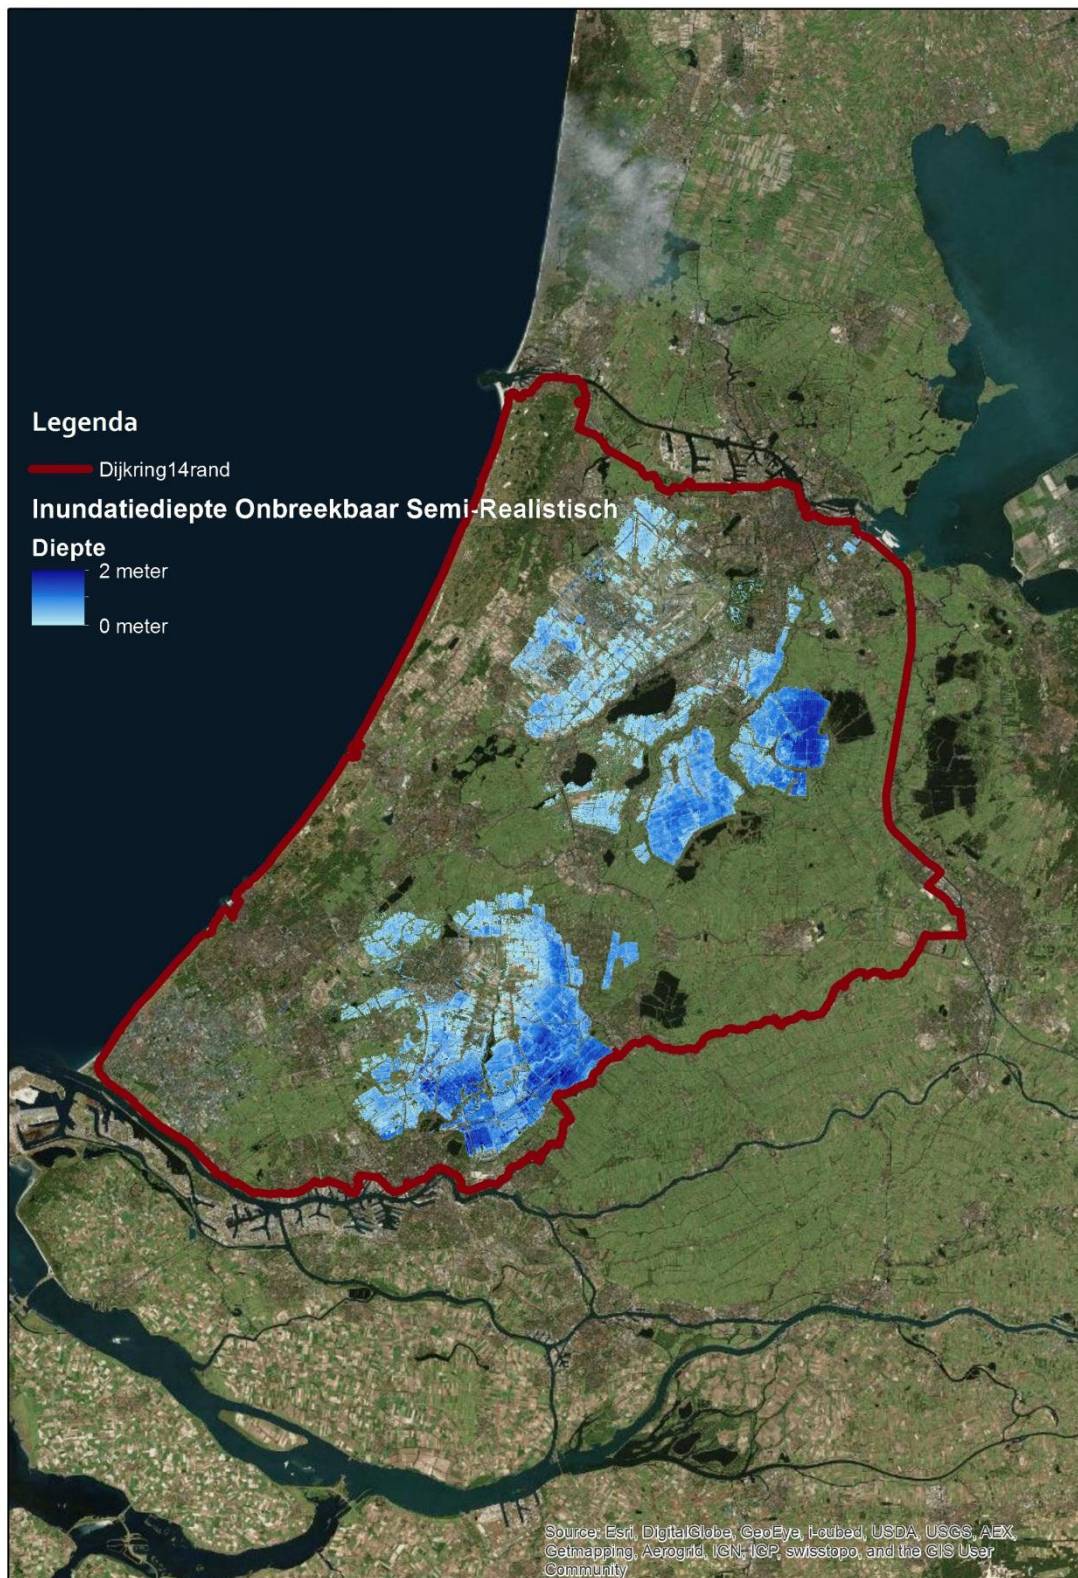 Legenda
Dijkring14rand
Inundatiediepte Onbreekbaar Semi-Realistisch
Diepte
2 meter
0 meter
Source: Esri, DigitalGlobe, GeoEye, i-cubed, USDA, USGS, AEX,
Getmapping, Aerogrid, IGN, IGP, swisstopo, and the GIS User
Community